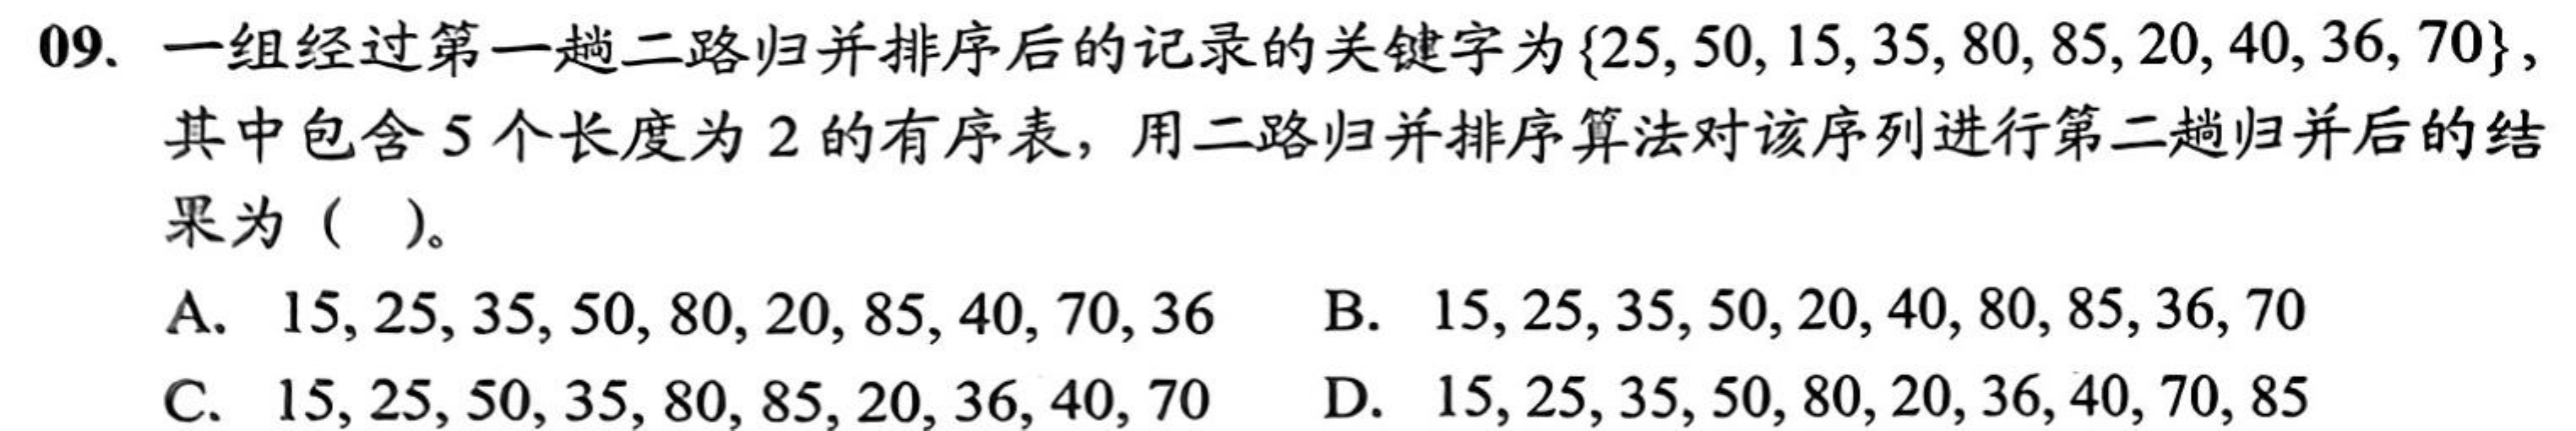 09. 一组经过第一趟二路归并排序后的记录的关键字为{25, 50, 15, 35, 80, 85, 20, 40, 36, 70},
其中包含 5 个长度为 2 的有序表，用二路归并排序算法对该序列进行第二趟归并后的结
果为（ ）。
A. 15, 25, 35, 50, 80, 20, 85, 40, 70, 36 B. 15, 25, 35, 50, 20, 40, 80, 85, 36, 70
C. 15, 25, 50, 35, 80, 85, 20, 36, 40, 70 D. 15, 25, 35, 50, 80, 20, 36, 40, 70, 85